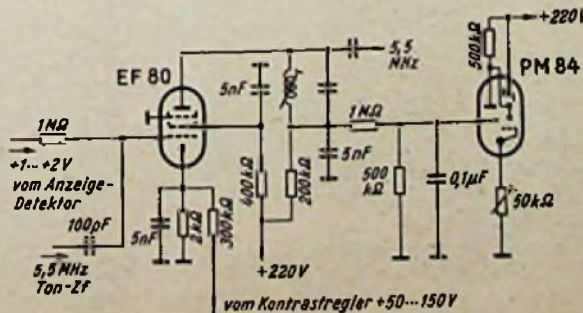 +220V
500kΩ
5,5
MHz
PM 84
EF 80
5nF
1MΩ
1MΩ
+1...+2V
vom Anzeige-
Detektor
400kΩ
200kΩ
5nF
500
kΩ
0,1µF
50kΩ
100pF
5nF
2kΩ
300kΩ
5,5 MHz
Ton-Zf
+220V
vom Kontrastregler +50...150V